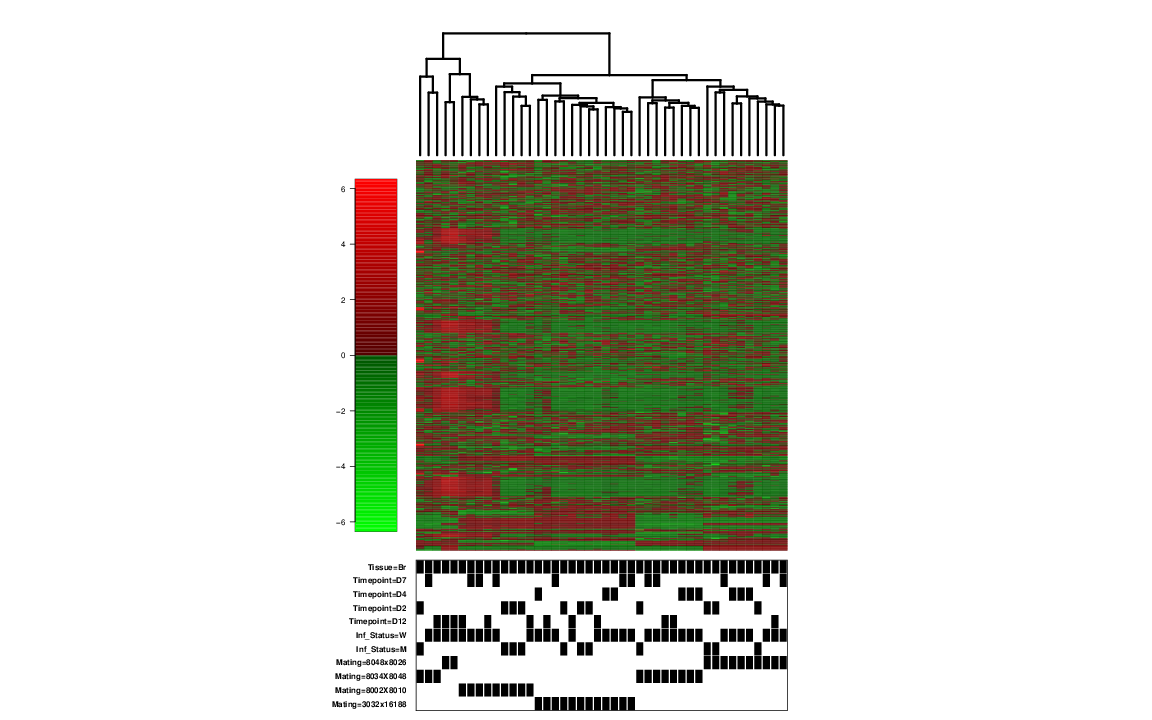 6
4
2
0
−2
−4
−6
Tissue=Br
Timepoint=D7
Timepoint=D4
Timepoint=D2
Timepoint=D12
Inf_Status=W
Inf_Status=M
Mating=8048x8026
Mating=8034X8048
Mating=8002X8010
Mating=3032x16188